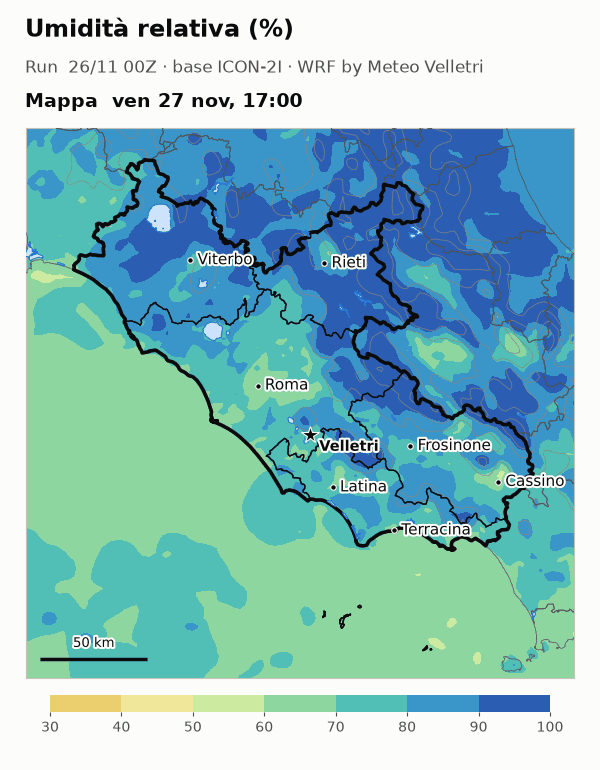 Umidità relativa (%)
Run  26/11 00Z · base ICON-2I · WRF by Meteo Velletri
Mappa  ven 27 nov, 17:00
Viterbo
Rieti
Roma
Velletri
Frosinone
Cassino
Latina
Terracina
50 km
30 40 50 60 70 80 90 100